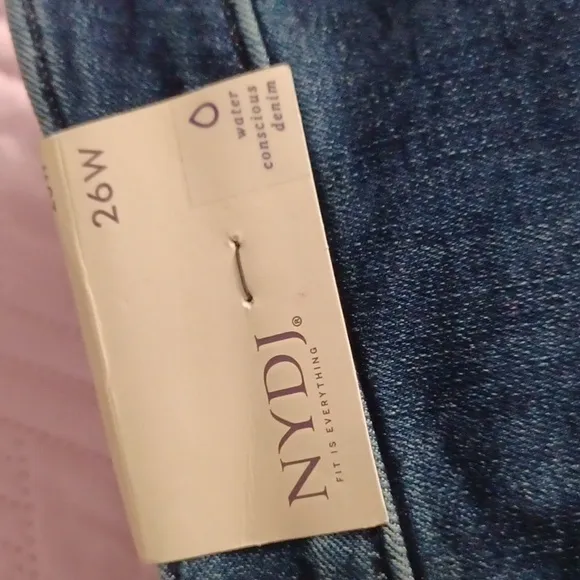 water
conscious
denim
26W
NYDJ®
FIT IS EVERYTHING